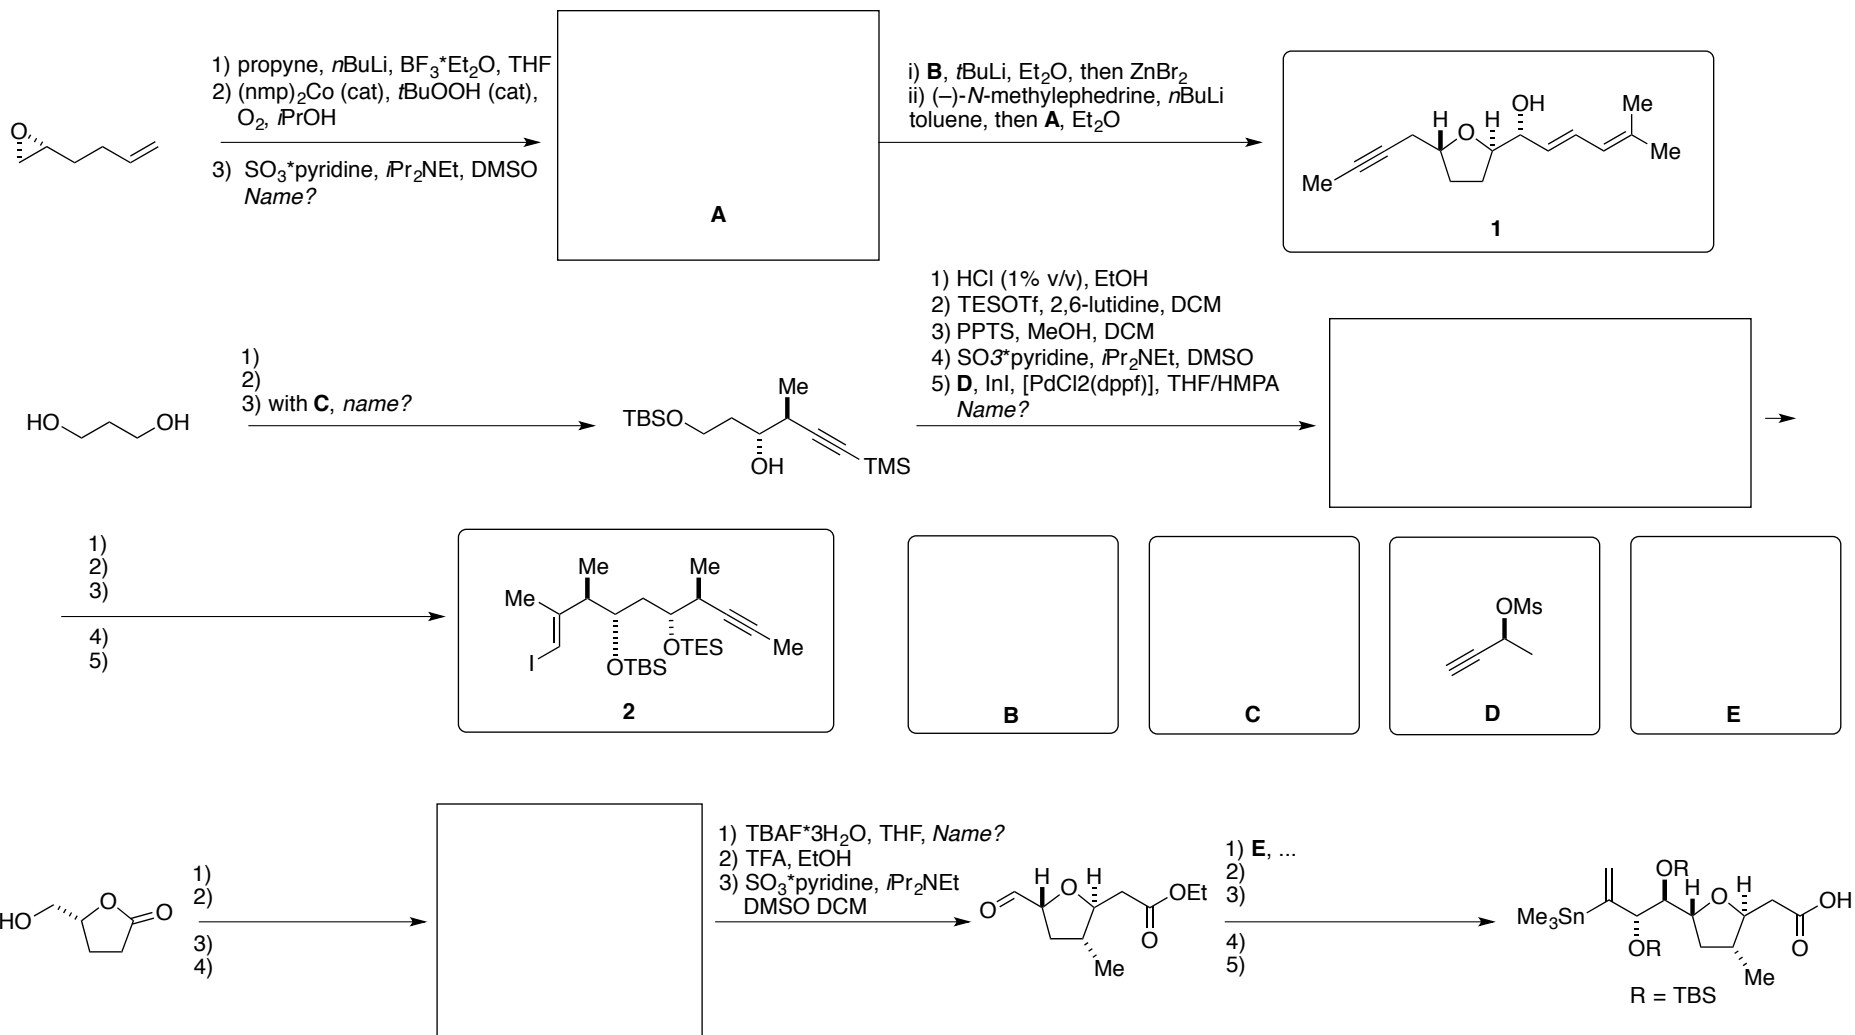 1) propyne, nBuLi, BF3*Et2O, THF
2) (nmp)2Co (cat), tBuOOH (cat),
O2, iPrOH
3) SO3*pyridine, iPr2NEt, DMSO
Name?
O
A
i) B, tBuLi, Et2O, then ZnBr2
ii) (–)-N-methylephedrine, nBuLi
toluene, then A, Et2O
Me
H
O
H
OH
Me
Me
1
HO
OH
1)
2)
3) with C, name?
TBSO
OH
Me
TMS
1) HCl (1% v/v), EtOH
2) TESOTf, 2,6-lutidine, DCM
3) PPTS, MeOH, DCM
4) SO3*pyridine, iPr2NEt, DMSO
5) D, InI, [PdCl2(dppf)], THF/HMPA
Name?
1)
2)
3)
4)
5)
Me
Me
Me
I
OTBS
OTES
Me
2
B
C
OMs
D
E
HO
O
O
1)
2)
3)
4)
1) TBAF*3H2O, THF, Name?
2) TFA, EtOH
3) SO3*pyridine, iPr2NEt
DMSO DCM
O
H
O
H
OEt
O
Me
1) E, ...
2)
3)
4)
5)
Me3Sn
OR
OR
H
O
H
OH
O
Me
R = TBS